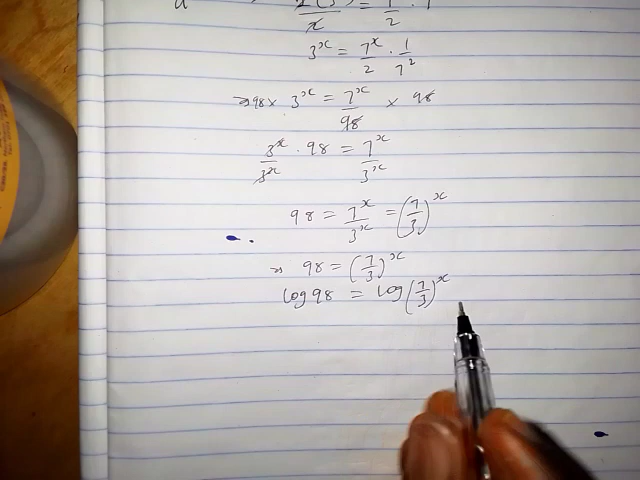 3^x = 7^x/2 · 1/7^2
⇒ 98 × 3^x = 7^x/98 × 98
3^x/3^x · 98 = 7^x/3^x
98 = 7^x/3^x = (7/3)^x
⇒ 98 = (7/3)^x
log 98 = log (7/3)^x